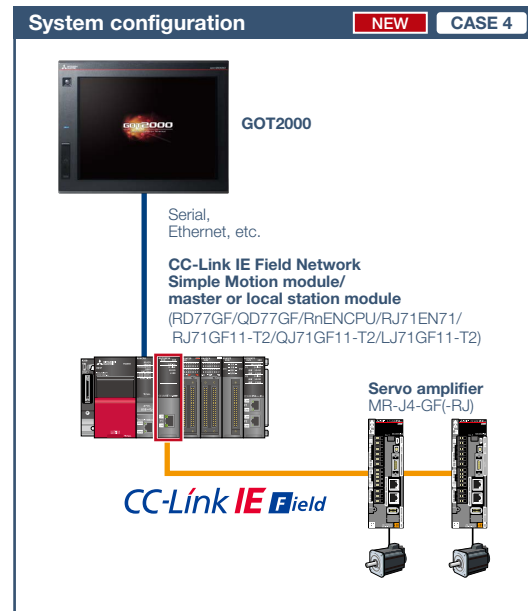 System configuration
NEW
CASE 4
GOT2000
GOT2000
Serial,
Ethernet, etc.
CC-Link IE Field Network
Simple Motion module/
master or local station module
(RD77GF/QD77GF/RnENCPU/RJ71EN71/
RJ71GF11-T2/QJ71GF11-T2/LJ71GF11-T2)
Servo amplifier
MR-J4-GF(-RJ)
CC-Link IE Field